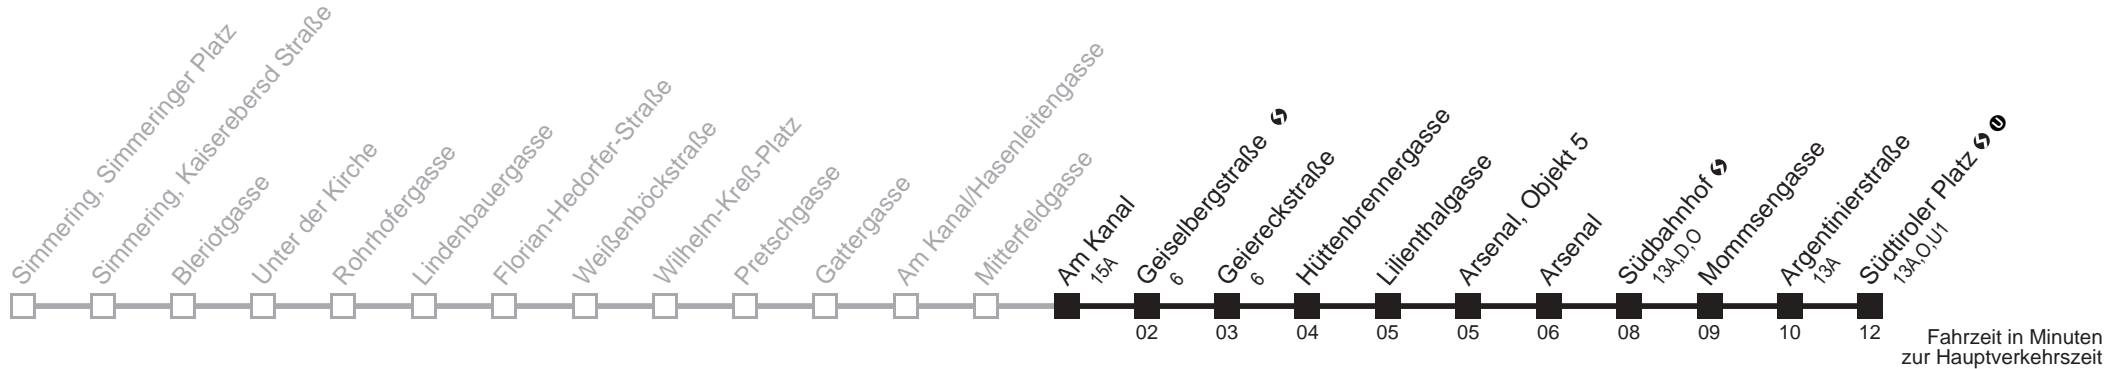 Simmering, Simmeringer Platz
Simmering, Kaiserebersd Straße
Bleriotgasse
Unter der Kirche
Rohrhofergasse
Lindenbauergasse
Florian-Hedorfer-Straße
Weißenböckstraße
Wilhelm-Kreß-Platz
Pretschgasse
Gattergasse
Am Kanal/Hasenleitengasse
Mitterfeldgasse
Am Kanal
15A
Geiselbergstraße S
6
Geiereckstraße
6
Hüttenbrennergasse
Lilienthalgasse
Arsenal, Objekt 5
Arsenal
Südbahnhof S
13A,D,O
Mommsengasse
Argentinierstraße
13A
Südtiroler Platz S U
13A,O,U1
02 03 04 05 05 06 08 09 10 12
Fahrzeit in Minuten
zur Hauptverkehrszeit